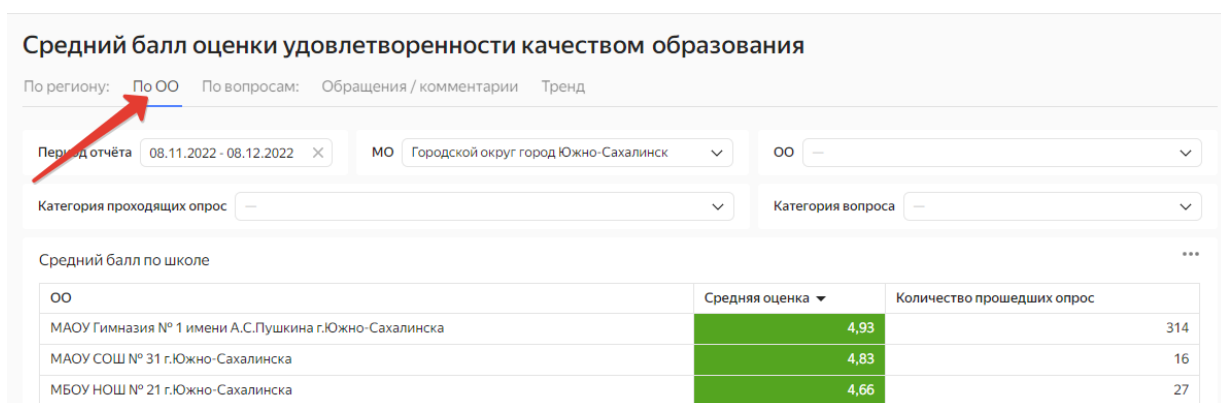 Средний балл оценки удовлетворенности качеством образования
По региону: По ОО По вопросам: Обращения / комментарии Тренд
Период отчёта 08.11.2022 - 08.12.2022 МО Городской округ город Южно-Сахалинск ОО —
Категория проходящих опрос — Категория вопроса —
Средний балл по школе
ОО Средняя оценка Количество прошедших опрос
МАОУ Гимназия № 1 имени А.С.Пушкина г.Южно-Сахалинска 4,93 314
МАОУ СОШ № 31 г.Южно-Сахалинска 4,83 16
МБОУ НОШ № 21 г.Южно-Сахалинска 4,66 27